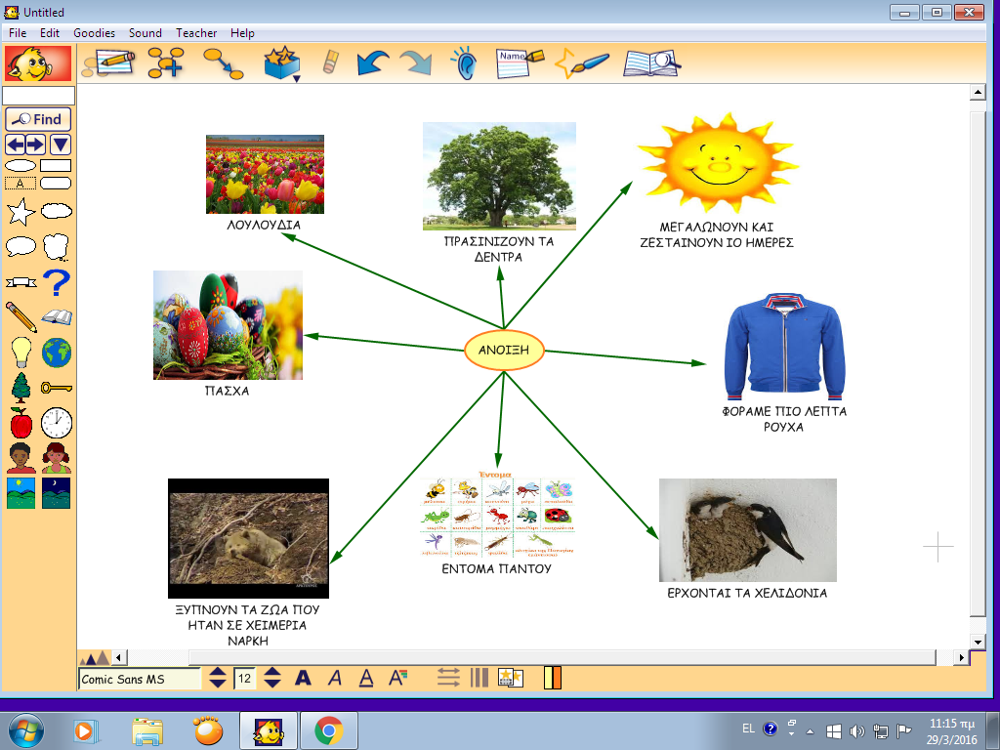 Untitled
File Edit Goodies Sound Teacher Help
Name
Find
A
ΛΟΥΛΟΥΔΙΑ
ΠΡΑΣΙΝΙΖΟΥΝ ΤΑ
ΔΕΝΤΡΑ
ΜΕΓΑΛΩΝΟΥΝ ΚΑΙ
ΖΕΣΤΑΙΝΟΥΝ ΙΟ ΗΜΕΡΕΣ
ΠΑΣΧΑ
ΑΝΟΙΞΗ
ΦΟΡΑΜΕ ΠΙΟ ΛΕΠΤΑ
ΡΟΥΧΑ
Έντομα
ΕΝΤΟΜΑ ΠΑΝΤΟΥ
ΞΥΠΝΟΥΝ ΤΑ ΖΩΑ ΠΟΥ
ΗΤΑΝ ΣΕ ΧΕΙΜΕΡΙΑ
ΝΑΡΚΗ
ΕΡΧΟΝΤΑΙ ΤΑ ΧΕΛΙΔΟΝΙΑ
Comic Sans MS 12 A A A A
EL 11:15 πμ
29/3/2016